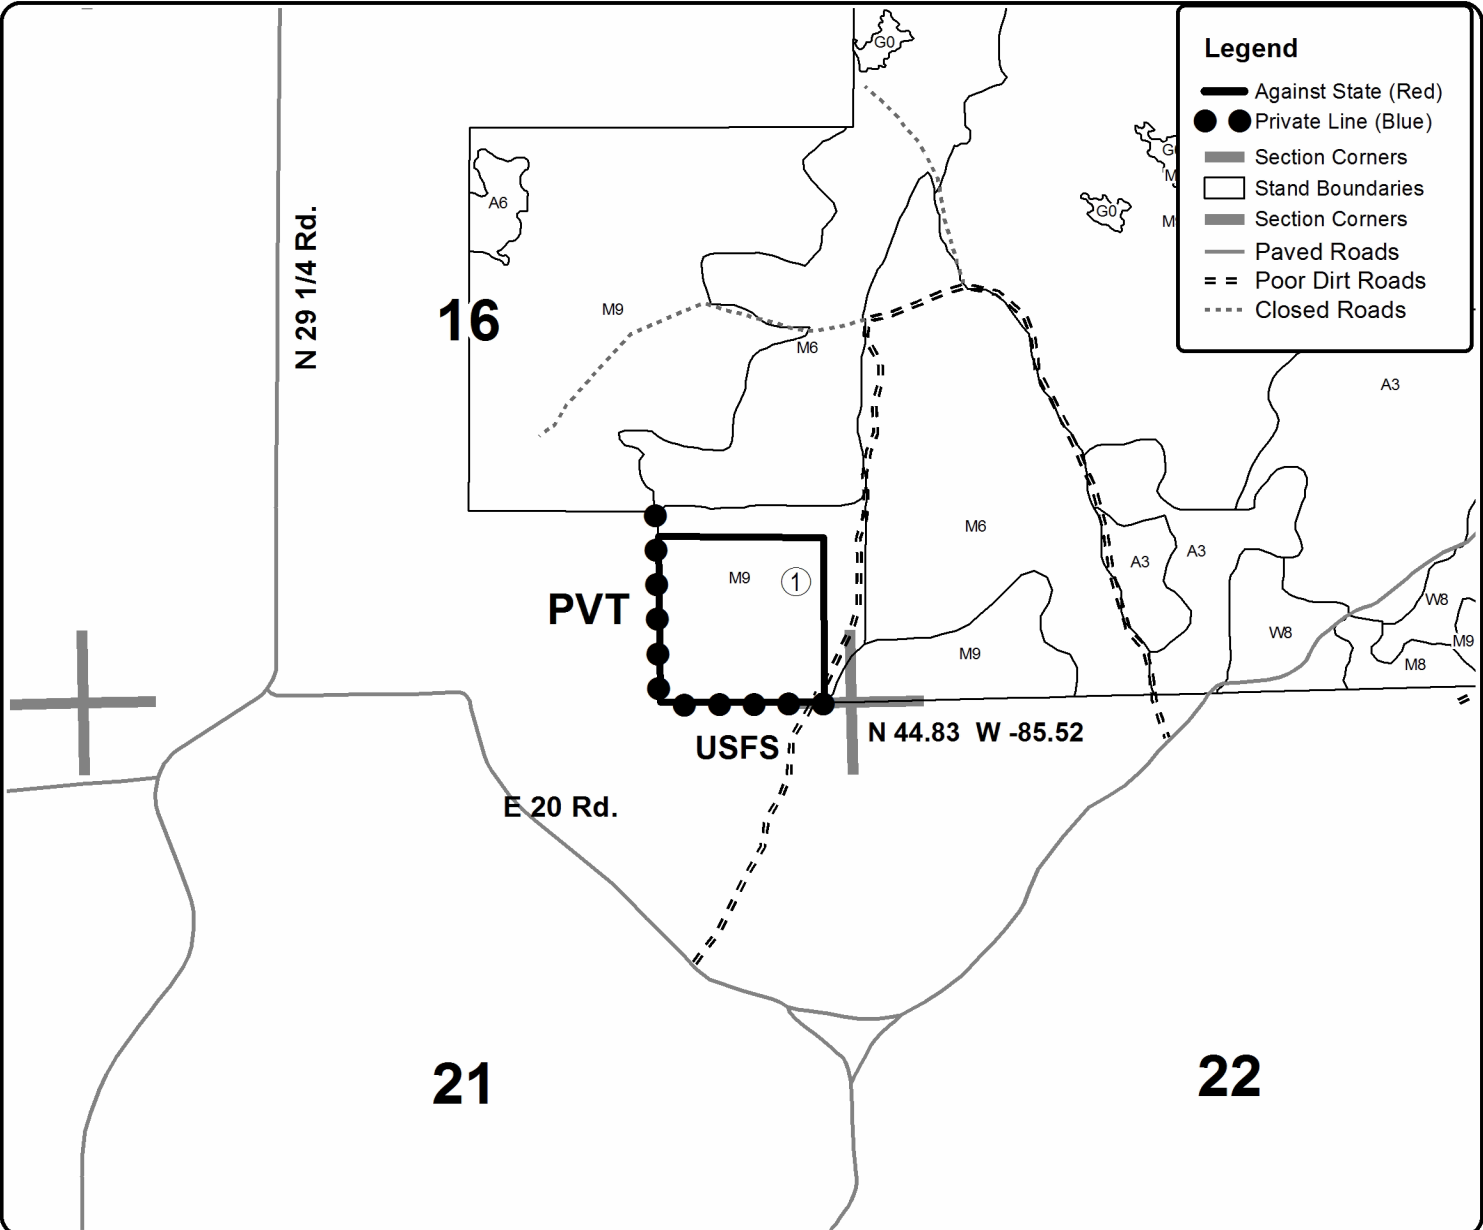 G0
Legend
Against State (Red)
Private Line (Blue)
Section Corners
Stand Boundaries
Section Corners
Paved Roads
Poor Dirt Roads
Closed Roads
G
M
G0
M
A6
N 29 1/4 Rd.
16
M9
M6
A3
M6
A3
A3
PVT
M9
1
W8
W8
M9
M9
M8
USFS
N 44.83 W -85.52
E 20 Rd.
21
22